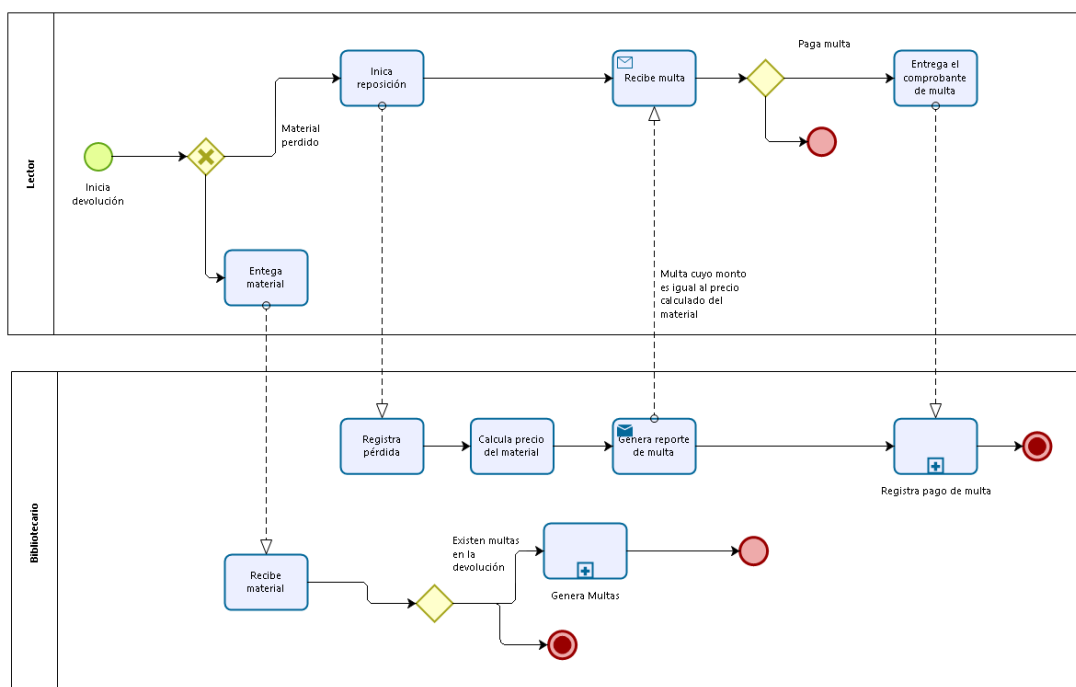 Lector
Inicia
devolución
Material
perdido
Inica
reposición
Recibe multa
Paga multa
Entrega el
comprobante
de multa
Entega
material
Multa cuyo monto
es igual al precio
calculado del
material
Bibliotecario
Registra
pérdida
Calcula precio
del material
Genera reporte
de multa
Registra pago de multa
Recibe
material
Existen multas
en la
devolución
Genera Multas